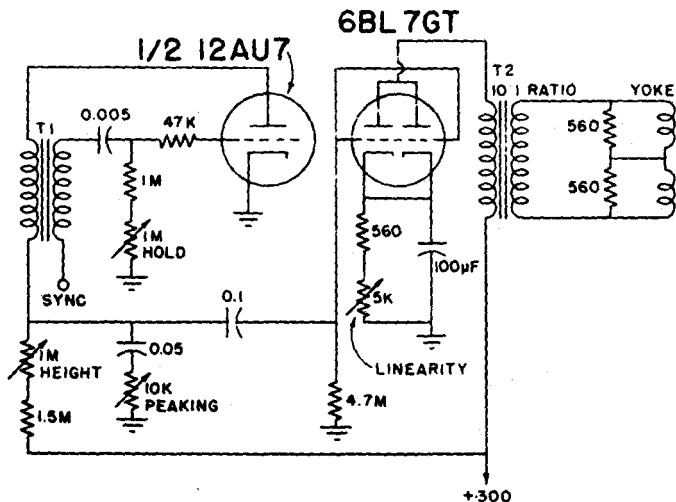 6BL7GT
1/2 12AU7
T2
10 1 RATIO
YOKE
0.005
47K
T1
560
1M
560
1M
HOLD
560
100µF
SYNC
0.1
5K
1M
HEIGHT
0.05
LINEARITY
10K
PEAKING
4.7M
1.5M
+300